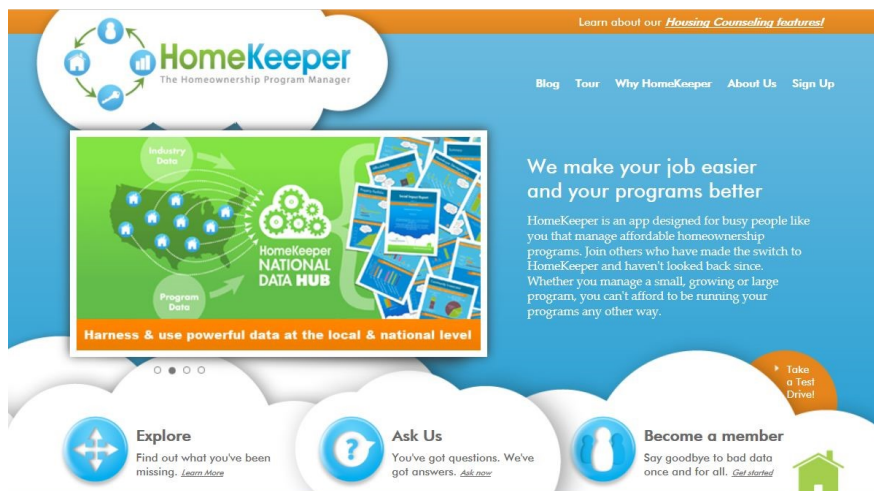 Learn about our Housing Counseling features!
HomeKeeper
The Homeownership Program Manager
Blog Tour Why HomeKeeper About Us Sign Up
Industry
Data
HomeKeeper
NATIONAL
DATA HUB
Program
Data
Harness & use powerful data at the local & national level
We make your job easier
and your programs better
HomeKeeper is an app designed for busy people like
you that manage affordable homeownership
programs. Join others who have made the switch to
HomeKeeper and haven't looked back since.
Whether you manage a small, growing or large
program, you can't afford to be running your
programs any other way.
Take
a Test
Drive!
Explore
Find out what you've been
missing. Learn More
Ask Us
You've got questions. We've
got answers. Ask now
Become a member
Say goodbye to bad data
once and for all. Get started